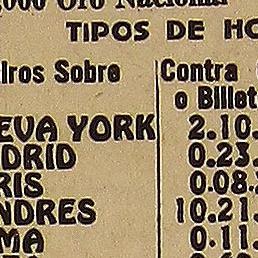 ,000 Oro Nacional
TIPOS DE HO
iros Sobre Contra
o Billet
EVA YORK 2.10.
DRID 0.23.
RIS 0.08.
NDRES 10.21.
MA 0.11.